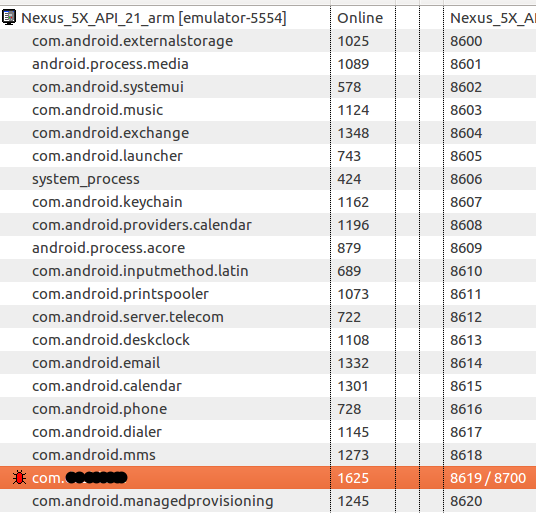 Nexus_5X_API_21_arm [emulator-5554] Online Nexus_5X_A
com.android.externalstorage 1025 8600
android.process.media 1089 8601
com.android.systemui 578 8602
com.android.music 1124 8603
com.android.exchange 1348 8604
com.android.launcher 743 8605
system_process 424 8606
com.android.keychain 1162 8607
com.android.providers.calendar 1196 8608
android.process.acore 879 8609
com.android.inputmethod.latin 689 8610
com.android.printspooler 1073 8611
com.android.server.telecom 722 8612
com.android.deskclock 1108 8613
com.android.email 1332 8614
com.android.calendar 1301 8615
com.android.phone 728 8616
com.android.dialer 1145 8617
com.android.mms 1273 8618
com. 1625 8619 / 8700
com.android.managedprovisioning 1245 8620